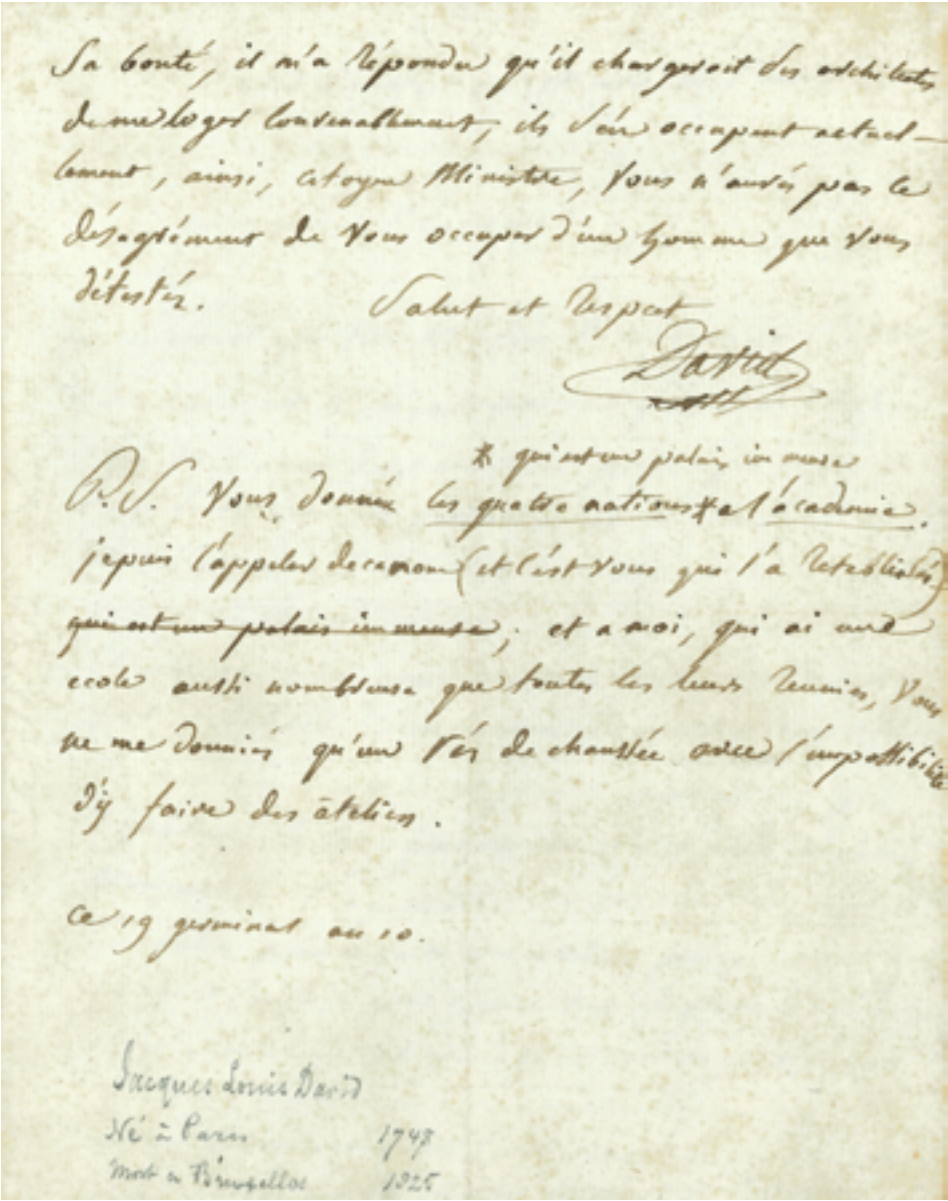 Sa bonté, il m'a répondu qu'il chargeroit des architectes
de me loger convenablement, ils s'en occupent actuel-
lement, ainsi, citoyen Ministre, vous n'aurés pas le
désagrément de vous occuper d'un homme que vous
détestéz.
Salut et respect
David
* qui est un palais immense
P.S. vous donnéz les quatre nations * a l'académie.
je puis l'appeler de ce nom (et c'est vous qui l'a
qui est un palais immense, et a moi, qui ai une
ecole aussi nombreuse que toutes les leurs reunies, vous
ne me donniés qu'un rés de chaussée avec l'impossibilité
d'y faire des ateliers.
ce 19 germinal an 10.
Jacques Louis David
Né à Paris 1748
Mort à Bruxelles 1825